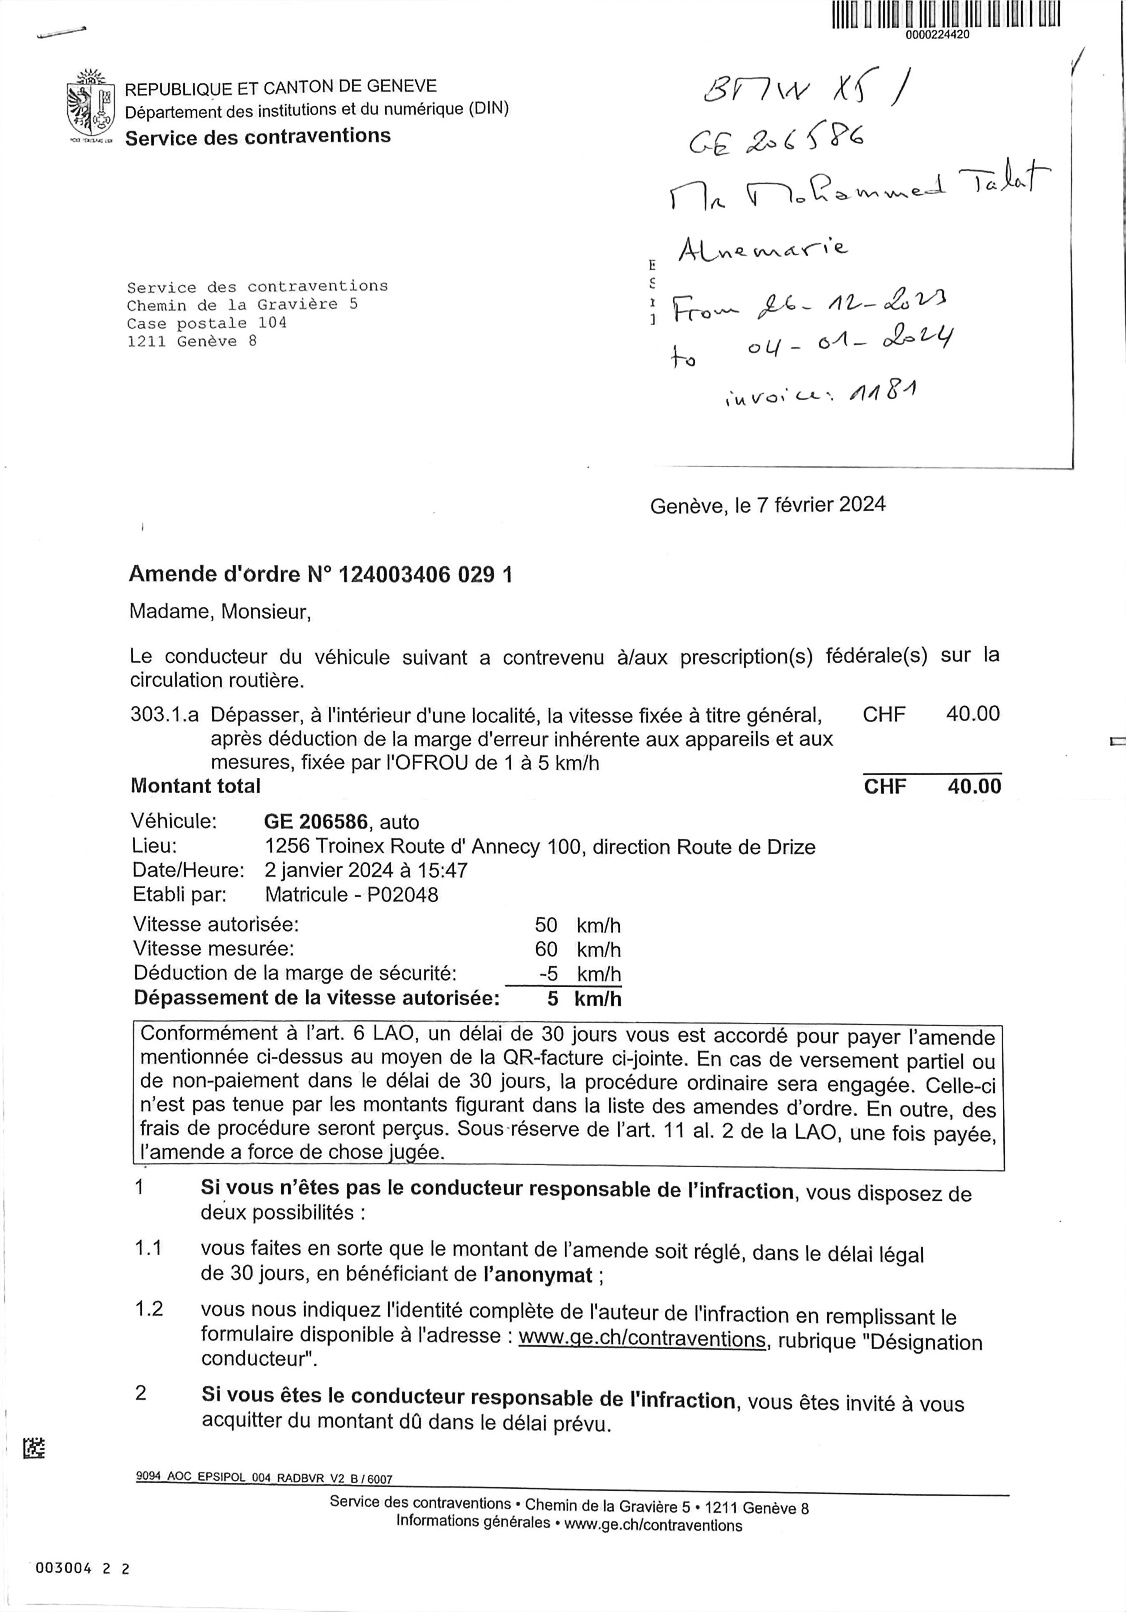 0000224420
REPUBLIQUE ET CANTON DE GENEVE
Département des institutions et du numérique (DIN)
Service des contraventions
BMW X5 /
GE 206586
Mr Mohammed Talat
Alnemarie
From 26-12-2023
to 04-01-2024
invoice: 1181
E
S
1
]
Service des contraventions
Chemin de la Gravière 5
Case postale 104
1211 Genève 8
Genève, le 7 février 2024
Amende d'ordre N° 124003406 029 1
Madame, Monsieur,
Le conducteur du véhicule suivant a contrevenu à/aux prescription(s) fédérale(s) sur la
circulation routière.
303.1.a Dépasser, à l'intérieur d'une localité, la vitesse fixée à titre général, CHF 40.00
après déduction de la marge d'erreur inhérente aux appareils et aux
mesures, fixée par l'OFROU de 1 à 5 km/h
Montant total CHF 40.00
Véhicule: GE 206586, auto
Lieu: 1256 Troinex Route d' Annecy 100, direction Route de Drize
Date/Heure: 2 janvier 2024 à 15:47
Etabli par: Matricule - P02048
Vitesse autorisée: 50 km/h
Vitesse mesurée: 60 km/h
Déduction de la marge de sécurité: -5 km/h
Dépassement de la vitesse autorisée: 5 km/h
Conformément à l'art. 6 LAO, un délai de 30 jours vous est accordé pour payer l'amende
mentionnée ci-dessus au moyen de la QR-facture ci-jointe. En cas de versement partiel ou
de non-paiement dans le délai de 30 jours, la procédure ordinaire sera engagée. Celle-ci
n'est pas tenue par les montants figurant dans la liste des amendes d'ordre. En outre, des
frais de procédure seront perçus. Sous réserve de l'art. 11 al. 2 de la LAO, une fois payée,
l'amende a force de chose jugée.
1 Si vous n'êtes pas le conducteur responsable de l'infraction, vous disposez de
deux possibilités :
1.1 vous faites en sorte que le montant de l'amende soit réglé, dans le délai légal
de 30 jours, en bénéficiant de l'anonymat ;
1.2 vous nous indiquez l'identité complète de l'auteur de l'infraction en remplissant le
formulaire disponible à l'adresse : www.ge.ch/contraventions, rubrique "Désignation
conducteur".
2 Si vous êtes le conducteur responsable de l'infraction, vous êtes invité à vous
acquitter du montant dû dans le délai prévu.
9094 AOC EPSIPOL 004 RADBVR V2 B / 6007
Service des contraventions • Chemin de la Gravière 5 • 1211 Genève 8
Informations générales • www.ge.ch/contraventions
003004 2 2